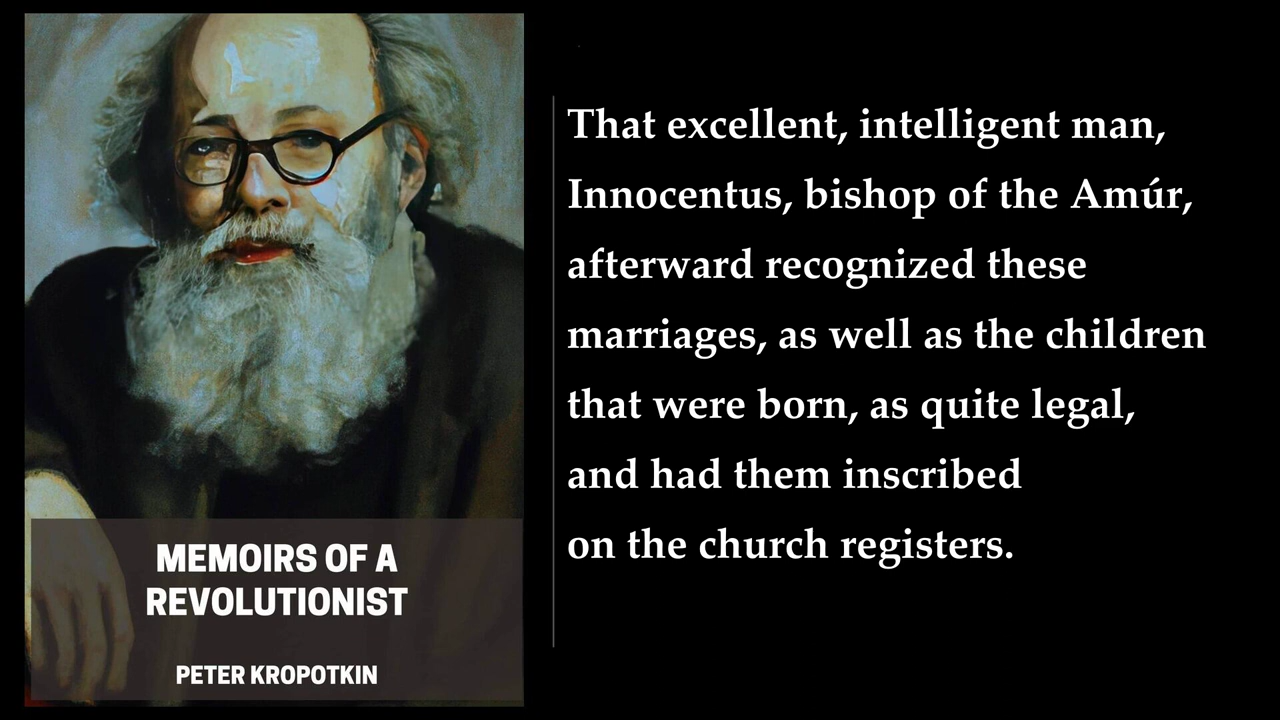 MEMOIRS OF A
REVOLUTIONIST
PETER KROPOTKIN
That excellent, intelligent man,
Innocentus, bishop of the Amúr,
afterward recognized these
marriages, as well as the children
that were born, as quite legal,
and had them inscribed
on the church registers.